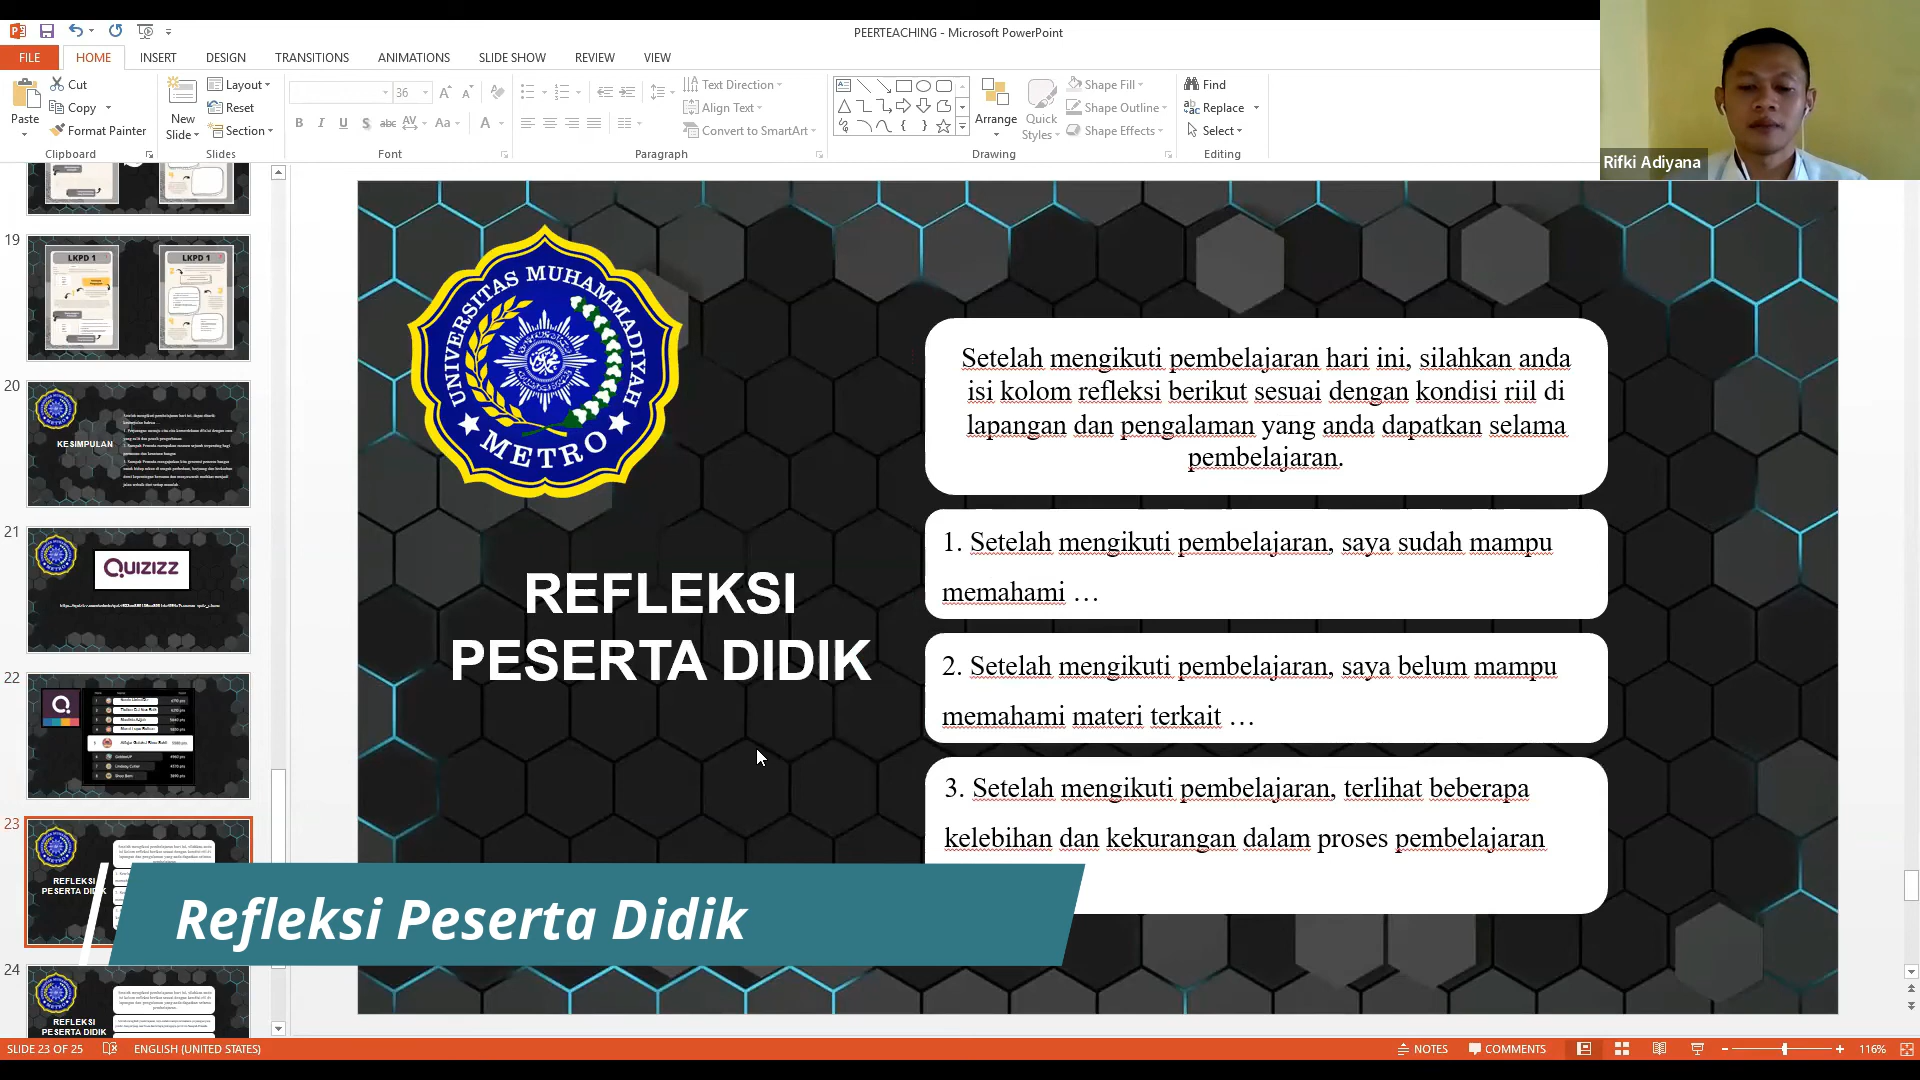 PEERTEACHING - Microsoft PowerPoint
FILE HOME INSERT DESIGN TRANSITIONS ANIMATIONS SLIDE SHOW REVIEW VIEW
Paste
Cut
Copy
Format Painter
Clipboard
New Slide
Layout
Reset
Section
Slides
36
Font
Text Direction
Align Text
Convert to SmartArt
Paragraph
Arrange
Quick Styles
Shape Fill
Shape Outline
Shape Effects
Drawing
Find
Replace
Select
Editing
Rifki Adiyana
19
LKPD 1
LKPD 1
20
KESIMPULAN
21
QUIZIZZ
22
23
REFLEKSI
PESERTA DIDIK
24
REFLEKSI
PESERTA DIDIK
UNIVERSITAS MUHAMMADIYAH
METRO
REFLEKSI
PESERTA DIDIK
Setelah mengikuti pembelajaran hari ini, silahkan anda
isi kolom refleksi berikut sesuai dengan kondisi riil di
lapangan dan pengalaman yang anda dapatkan selama
pembelajaran.
1. Setelah mengikuti pembelajaran, saya sudah mampu
memahami …
2. Setelah mengikuti pembelajaran, saya belum mampu
memahami materi terkait …
3. Setelah mengikuti pembelajaran, terlihat beberapa
kelebihan dan kekurangan dalam proses pembelajaran
Refleksi Peserta Didik
SLIDE 23 OF 25
ENGLISH (UNITED STATES)
NOTES
COMMENTS
116%